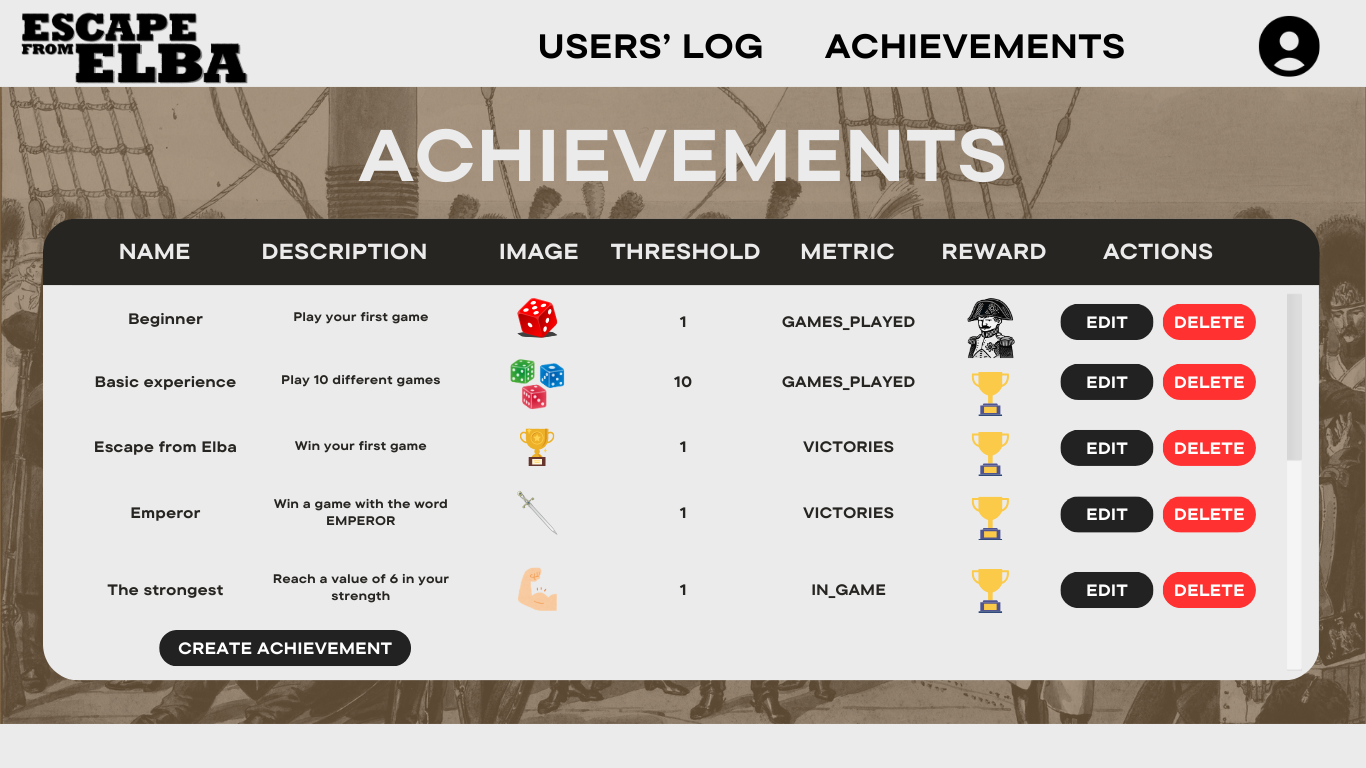 ESCAPE
FROM ELBA
USERS' LOG ACHIEVEMENTS
ACHIEVEMENTS
NAME DESCRIPTION IMAGE THRESHOLD METRIC REWARD ACTIONS
Beginner Play your first game 1 GAMES_PLAYED EDIT DELETE
Basic experience Play 10 different games 10 GAMES_PLAYED EDIT DELETE
Escape from Elba Win your first game 1 VICTORIES EDIT DELETE
Emperor Win a game with the word
EMPEROR 1 VICTORIES EDIT DELETE
The strongest Reach a value of 6 in your
strength 1 IN_GAME EDIT DELETE
CREATE ACHIEVEMENT